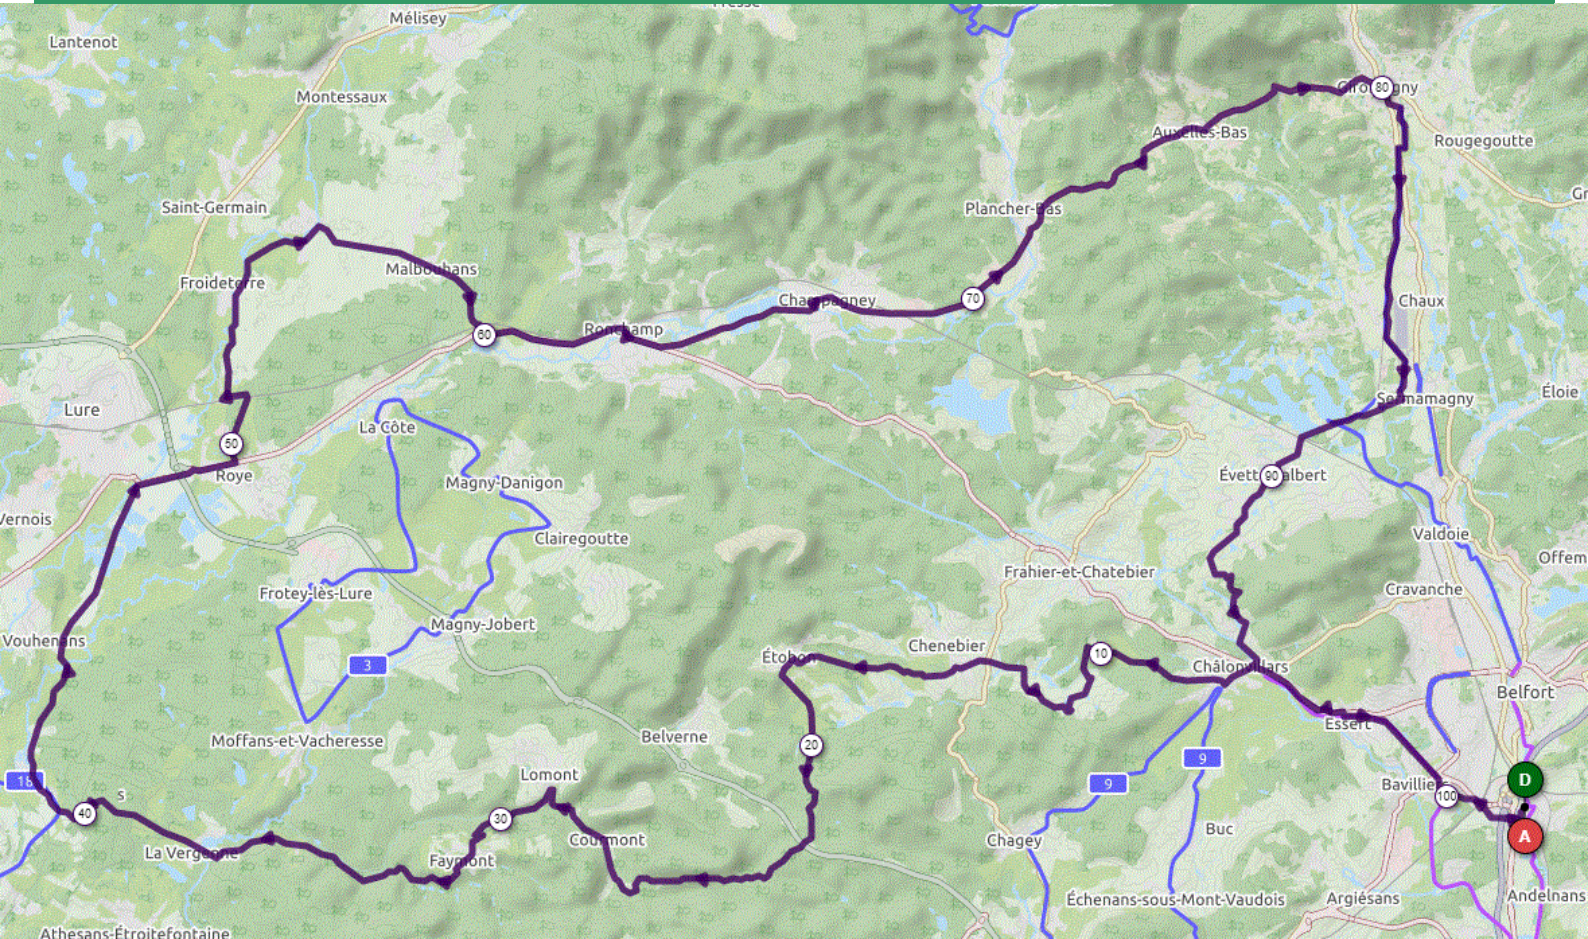 Mélisey
Lantenot
Montessaux
Saint-Germain
Froideterre
Malbouhans
60
Ronchamp
Champagney
70
Plancher-Bas
Auxelles-Bas
80
Rougegoutte
Chaux
Sermamagny
Éloie
Lure
50
Roye
La Côte
Magny-Danigon
Clairegoutte
90
Valdoie
Offem
Cravanche
Vernois
Frahier-et-Chatebier
Frotey-lès-Lure
Magny-Jobert
Vouhenans
3
Étobon
Chenebier
10
Châlonvillars
Belfort
Essert
Moffans-et-Vacheresse
Belverne
20
9
9
18
D
Lomont
Bavilliers
100
40
s
30
A
Courmont
Chagey
Buc
La Vergenne
Faymont
Échenans-sous-Mont-Vaudois
Argiésans
Andelnans
Athesans-Étroitefontaine